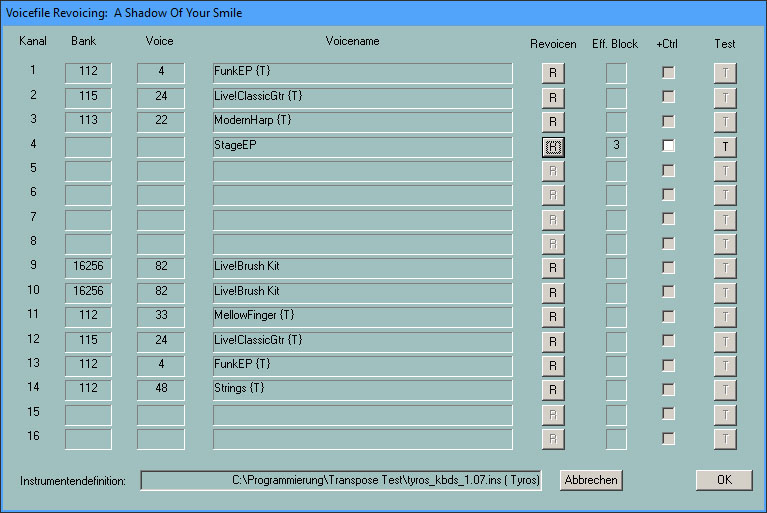 Voicefile Revoicing: A Shadow Of Your Smile
Kanal Bank Voice Voicename Revoicen Eff. Block +Ctrl Test
1 112 4 FunkEP {T} R T
2 115 24 Live!ClassicGtr {T} R T
3 113 22 ModernHarp {T} R T
4 StageEP R 3 T
5 R T
6 R T
7 R T
8 R T
9 16256 82 Live!Brush Kit R T
10 16256 82 Live!Brush Kit R T
11 112 33 MellowFinger {T} R T
12 115 24 Live!ClassicGtr {T} R T
13 112 4 FunkEP {T} R T
14 112 48 Strings {T} R T
15 R T
16 R T
Instrumentendefinition: C:\Programmierung\Transpose Test\tyros_kbds_1.07.ins ( Tyros) Abbrechen OK